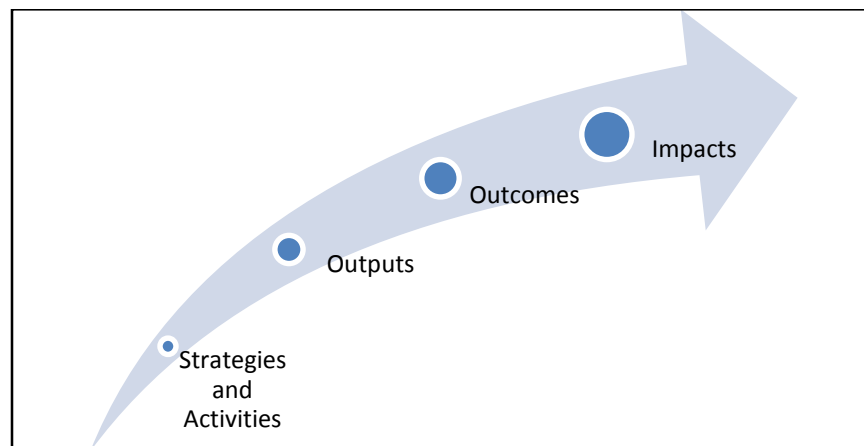 Impacts
Outcomes
Outputs
Strategies
and
Activities